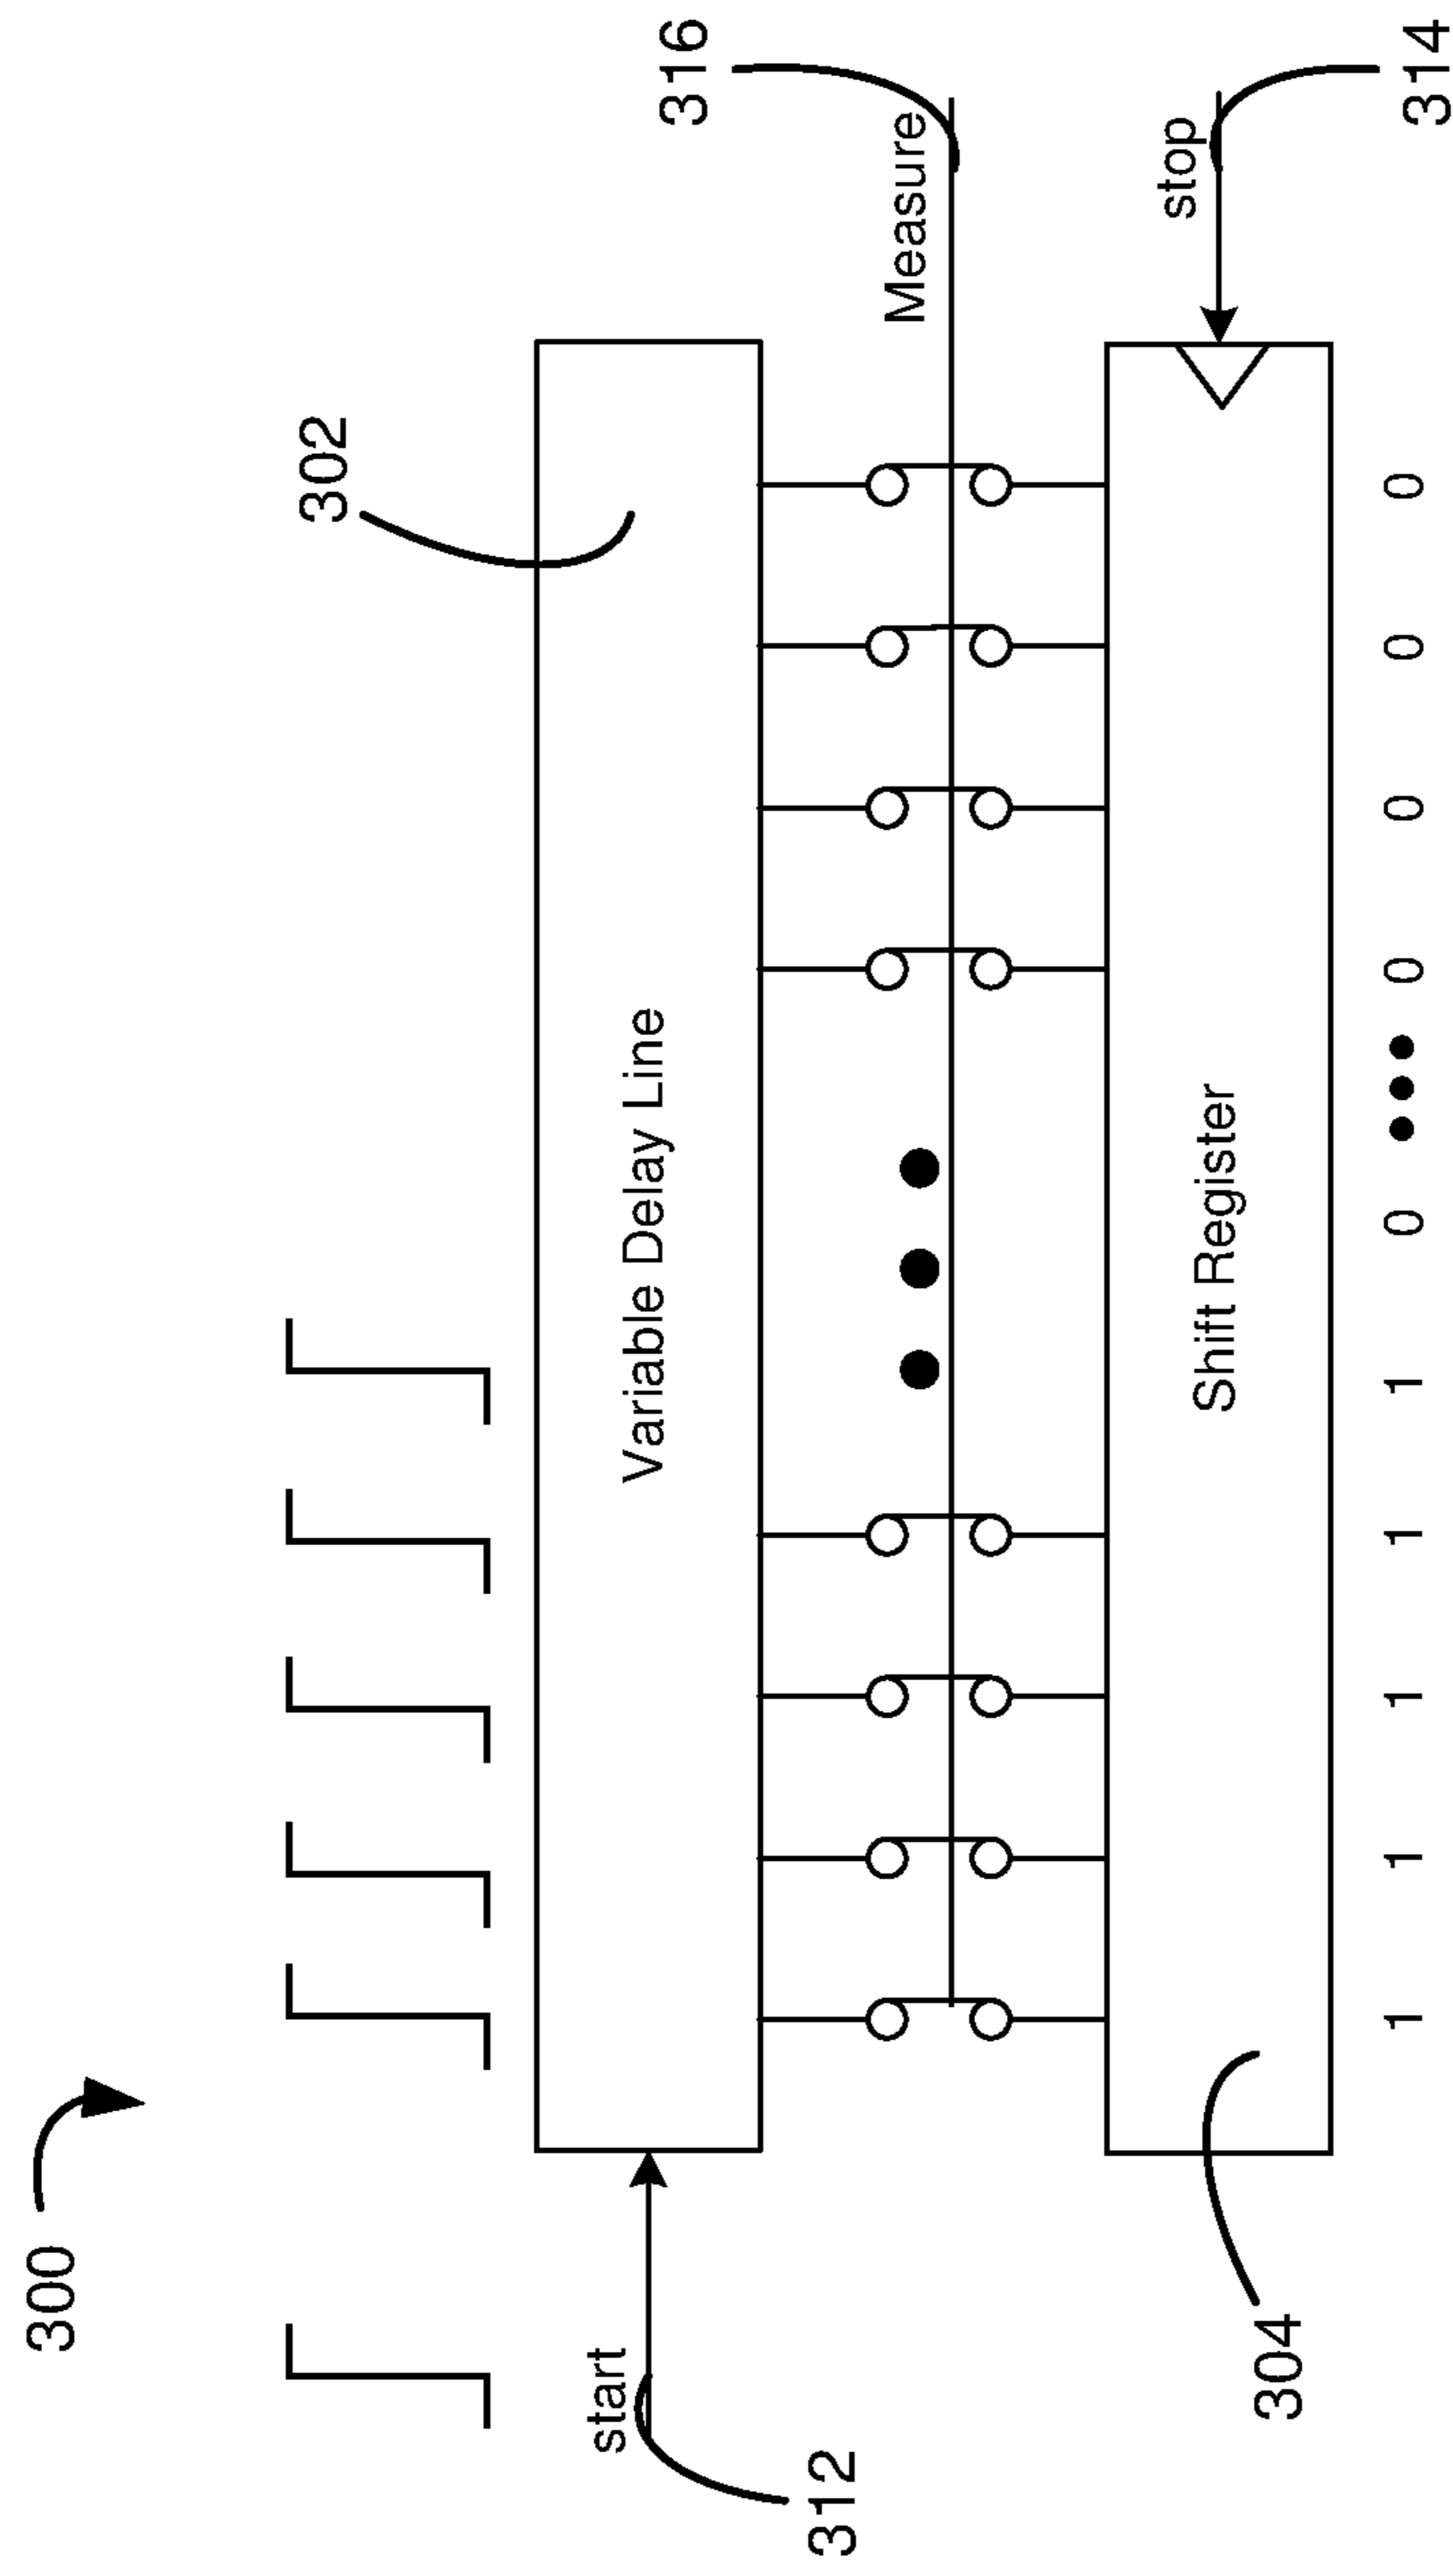 300
302
316
Variable Delay Line
start
312
Measure
stop
314
Shift Register
304
1 1 1 1 1 0 ••• 0 0 0 0